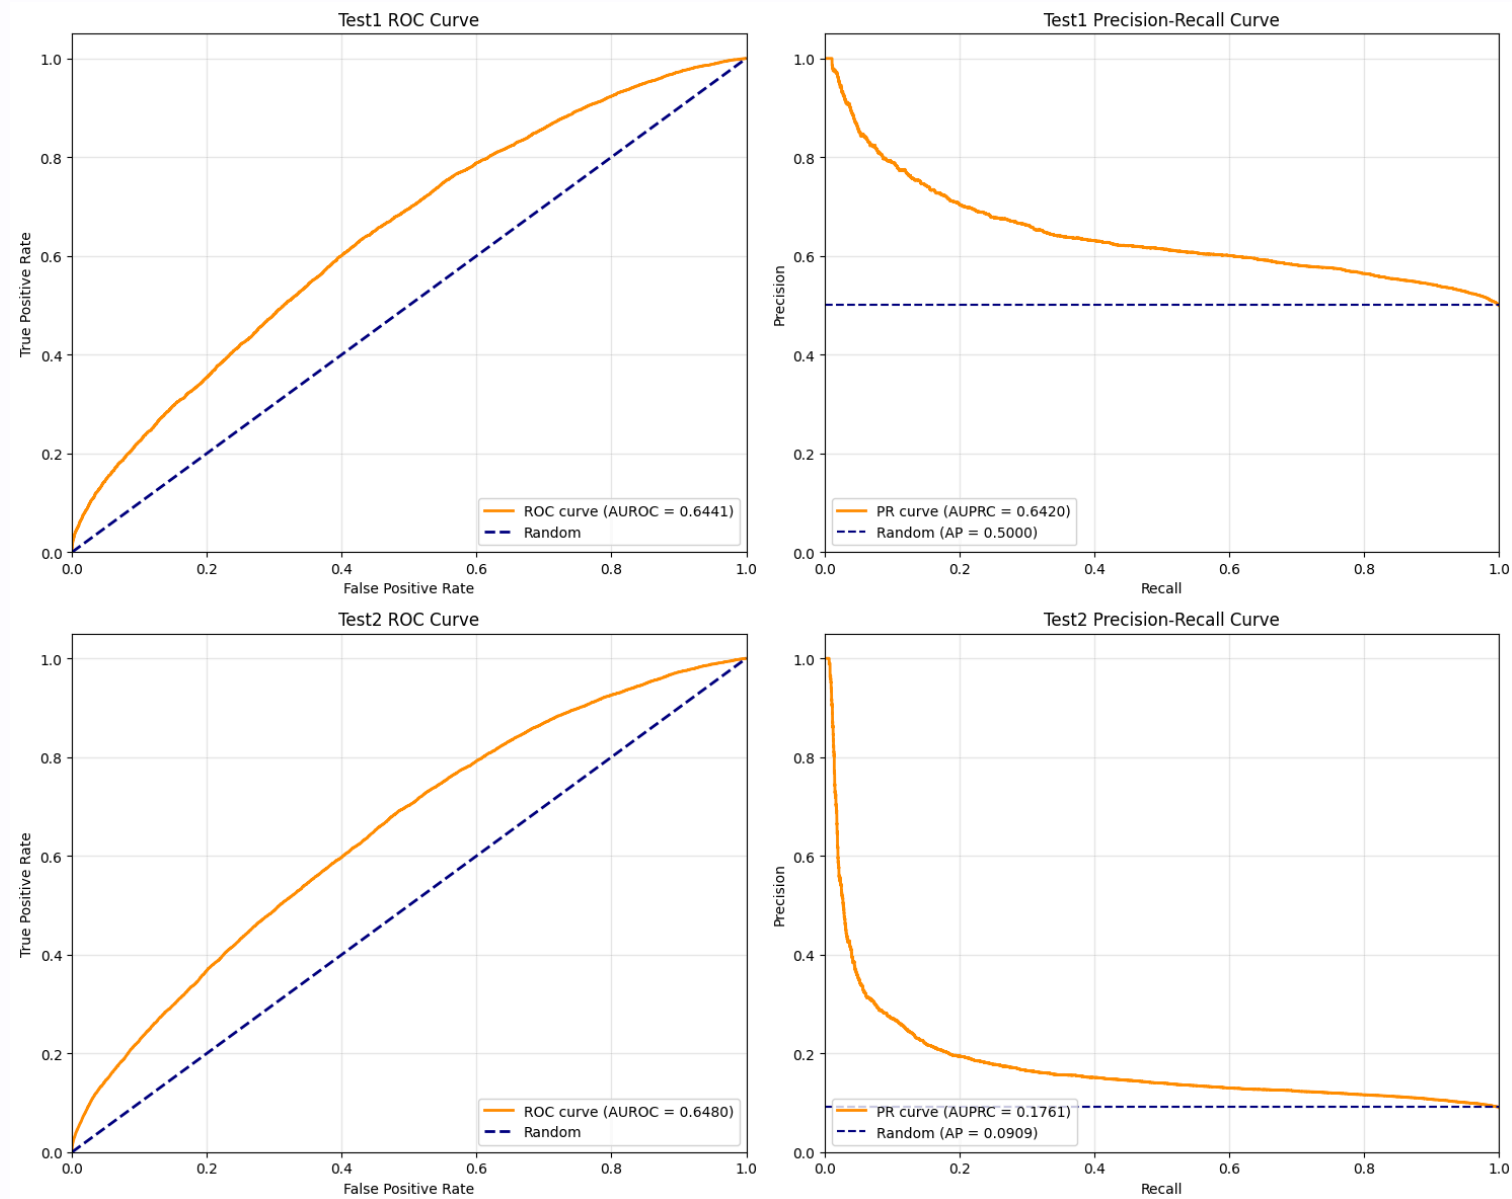 Test1 ROC Curve
True Positive Rate
1.0
0.8
0.6
0.4
0.2
0.0
0.0 0.2 0.4 0.6 0.8 1.0
False Positive Rate
ROC curve (AUROC = 0.6441)
Random
Test1 Precision-Recall Curve
Precision
1.0
0.8
0.6
0.4
0.2
0.0
0.0 0.2 0.4 0.6 0.8 1.0
Recall
PR curve (AUPRC = 0.6420)
Random (AP = 0.5000)
Test2 ROC Curve
True Positive Rate
1.0
0.8
0.6
0.4
0.2
0.0
0.0 0.2 0.4 0.6 0.8 1.0
False Positive Rate
ROC curve (AUROC = 0.6480)
Random
Test2 Precision-Recall Curve
Precision
1.0
0.8
0.6
0.4
0.2
0.0
0.0 0.2 0.4 0.6 0.8 1.0
Recall
PR curve (AUPRC = 0.1761)
Random (AP = 0.0909)